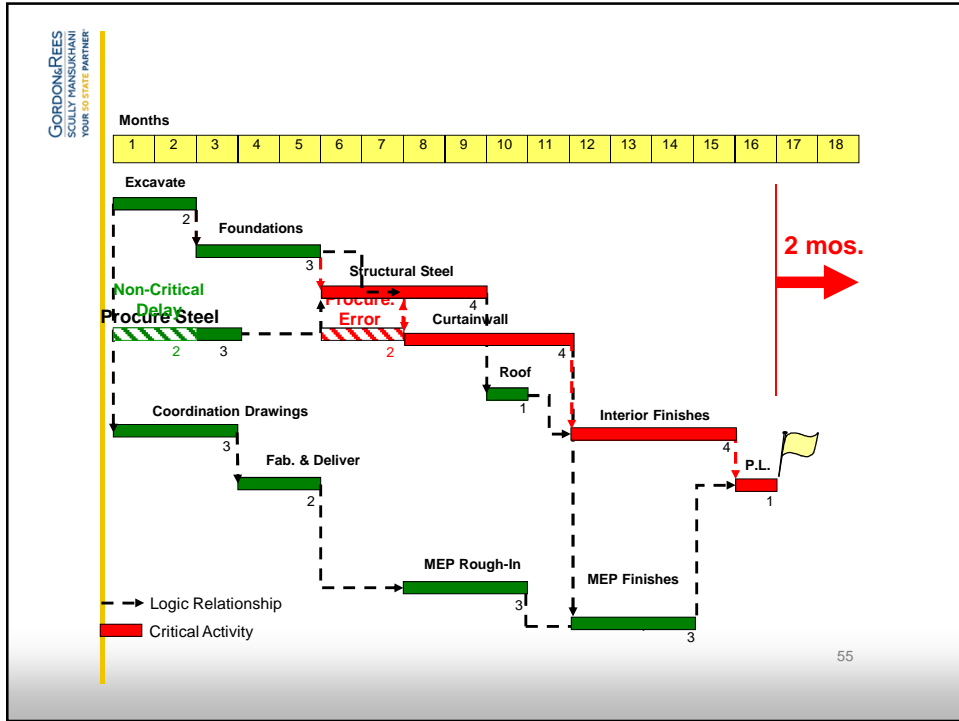 GORDON&REES
SCULLY MANSUKHANI
YOUR 50 STATE PARTNER
Months
1 2 3 4 5 6 7 8 9 10 11 12 13 14 15 16 17 18
Excavate
2
Foundations
3
2 mos.
Structural Steel
4
Non-Critical
Delay
Procure Steel
2
3
Procure.
Error
2
Curtainwall
4
Roof
1
Coordination Drawings
3
Interior Finishes
4
Fab. & Deliver
2
P.L.
1
MEP Rough-In
3
MEP Finishes
3
Logic Relationship
Critical Activity
55